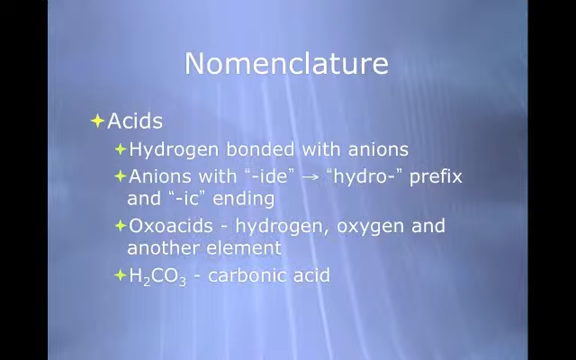 Nomenclature
Acids
Hydrogen bonded with anions
Anions with “-ide” → “hydro-” prefix
and “-ic” ending
Oxoacids - hydrogen, oxygen and
another element
H₂CO₃ - carbonic acid